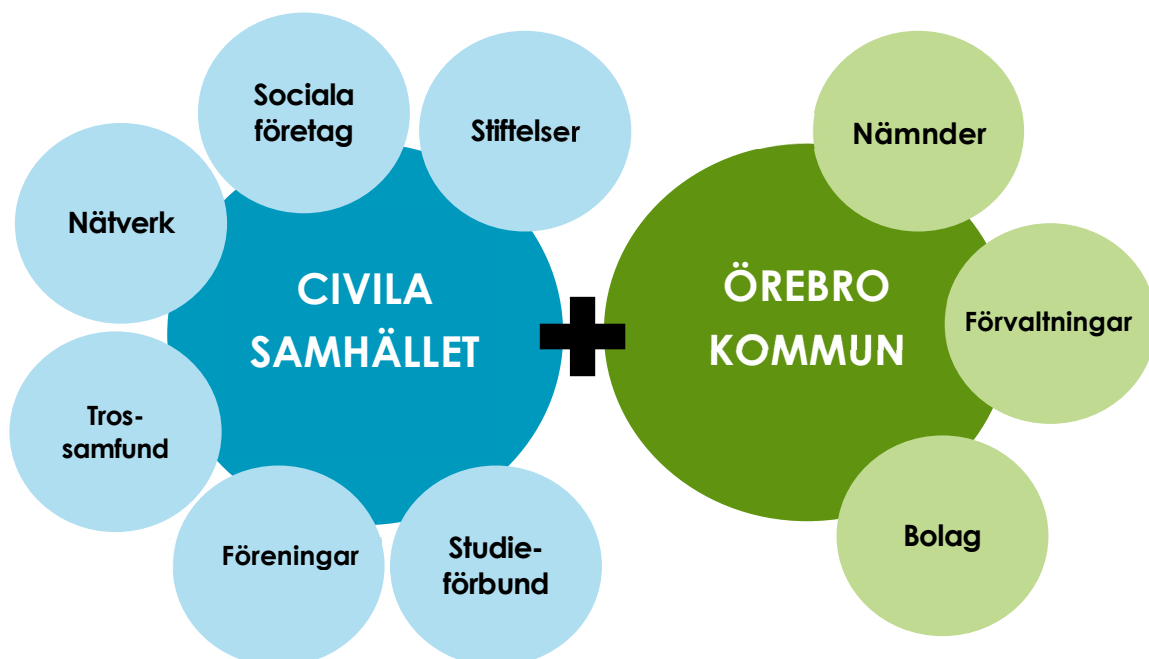 Sociala
företag
Stiftelser
Nätverk
CIVILA
SAMHÄLLET
Tros-
samfund
Föreningar
Studie-
förbund
Nämnder
ÖREBRO
KOMMUN
Förvaltningar
Bolag